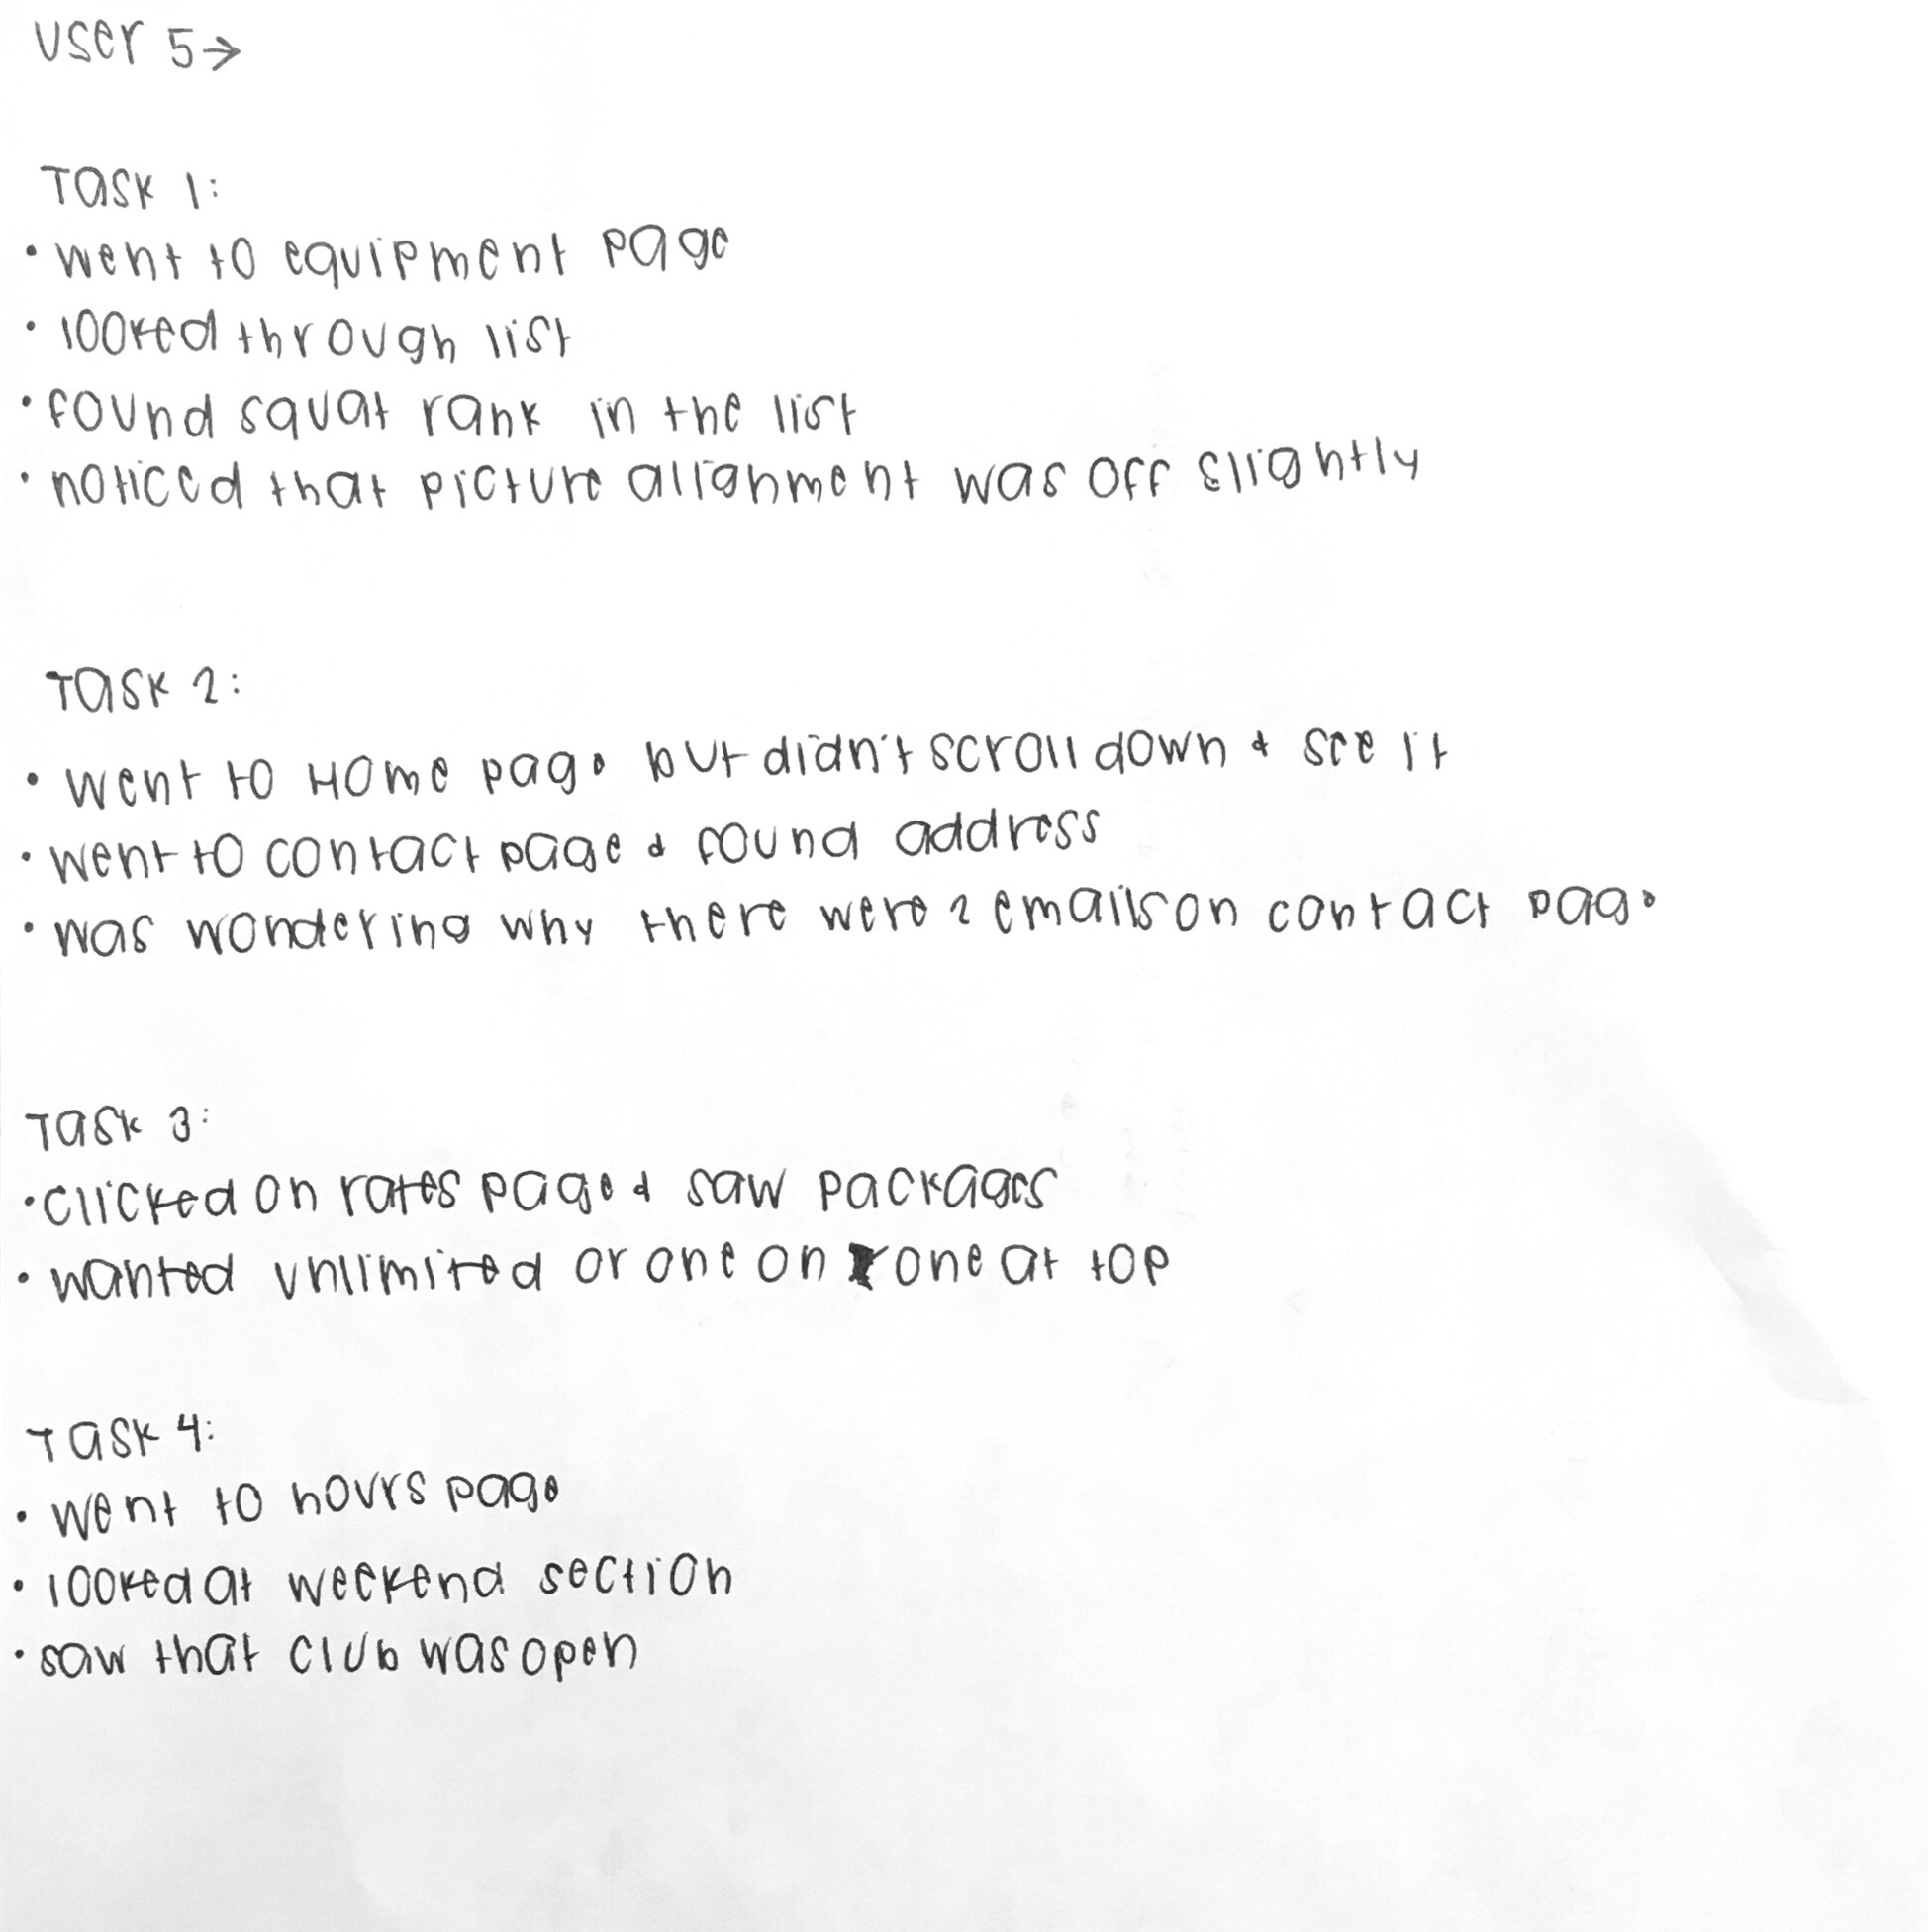 User 5→
Task 1:
• went to equipment page
• looked through list
• found squat rank in the list
• noticed that picture allignment was off slightly
Task 2:
• went to Home page but didn't scroll down & see it
• went to contact page & found address
• was wondering why there were 2 emails on contact page
Task 3:
• clicked on rates page & saw packages
• wanted unlimited or one on one at top
Task 4:
• went to hours page
• looked at weekend section
• saw that club was open